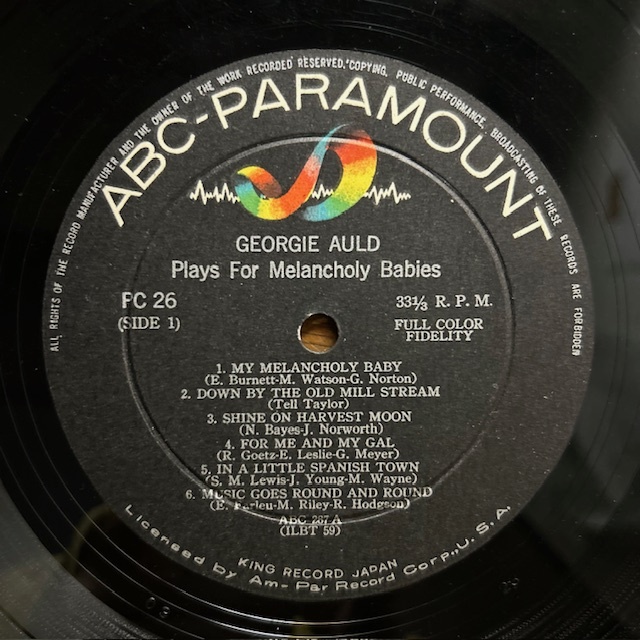 ALL RIGHTS OF THE RECORD MANUFACTURER AND THE OWNER OF THE WORK RECORDED RESERVED. COPYING, PUBLIC PERFORMANCE, BROADCASTING OF THESE RECORDS ARE FORBIDDEN
ABC-PARAMOUNT
GEORGIE AULD
Plays For Melancholy Babies
PC 26
(SIDE 1)
33⅓ R. P. M.
FULL COLOR
FIDELITY
1. MY MELANCHOLY BABY
(E. Burnett-M. Watson-G. Norton)
2. DOWN BY THE OLD MILL STREAM
(Tell Taylor)
3. SHINE ON HARVEST MOON
(N. Bayes-J. Norworth)
4. FOR ME AND MY GAL
(R. Goetz-E. Leslie-G. Meyer)
5. IN A LITTLE SPANISH TOWN
(S. M. Lewis-J. Young-M. Wayne)
6. MUSIC GOES ROUND AND ROUND
(E. Farleu-M. Riley-R. Hodgson)
ABC 287 A
(ILBT 59)
KING RECORD JAPAN
Licensed by Am-Par Record Corp., U. S. A.